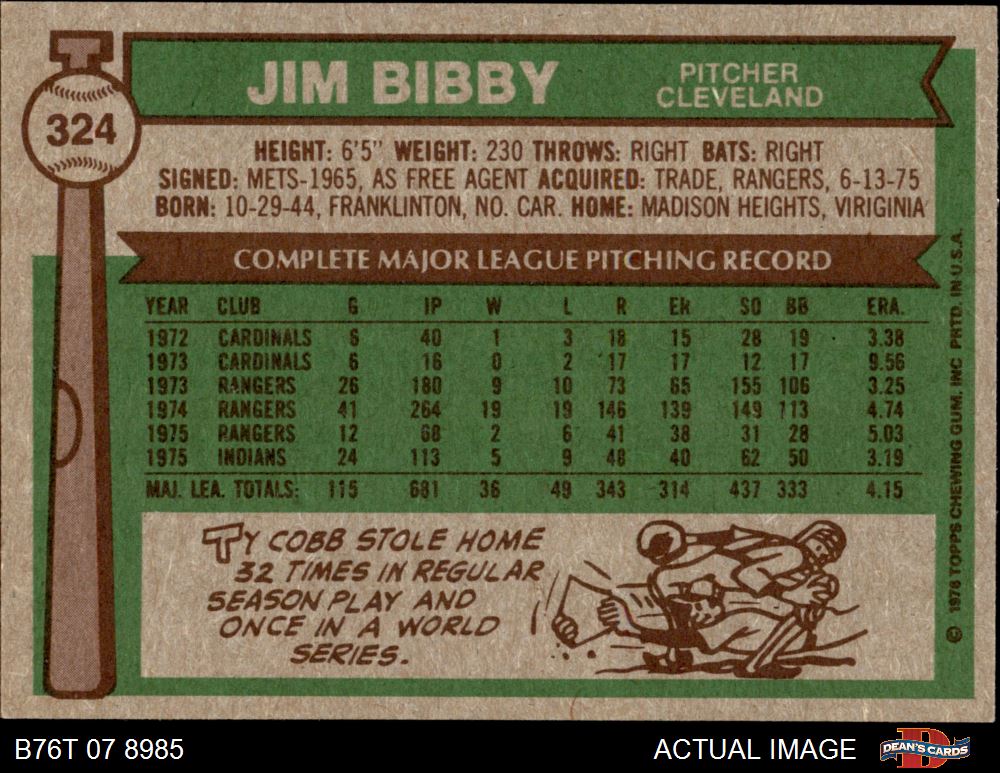 324
JIM BIBBY
PITCHER
CLEVELAND
HEIGHT: 6'5" WEIGHT: 230 THROWS: RIGHT BATS: RIGHT
SIGNED: METS-1965, AS FREE AGENT ACQUIRED: TRADE, RANGERS, 6-13-75
BORN: 10-29-44, FRANKLINTON, NO. CAR. HOME: MADISON HEIGHTS, VIRIGINIA
COMPLETE MAJOR LEAGUE PITCHING RECORD
YEAR CLUB G IP W L R ER SO BB ERA.
1972 CARDINALS 6 40 1 3 18 15 28 19 3.38
1973 CARDINALS 6 16 0 2 17 17 12 17 9.56
1973 RANGERS 26 180 9 10 73 65 155 106 3.25
1974 RANGERS 41 264 19 19 146 139 149 113 4.74
1975 RANGERS 12 68 2 6 41 38 31 28 5.03
1975 INDIANS 24 113 5 9 48 40 62 50 3.19
MAJ. LEA. TOTALS: 115 681 36 49 343 314 437 333 4.15
TY COBB STOLE HOME
32 TIMES IN REGULAR
SEASON PLAY AND
ONCE IN A WORLD
SERIES.
© 1976 TOPPS CHEWING GUM, INC PRTD. IN U.S.A.
B76T 07 8985
ACTUAL IMAGE
DEAN'S CARDS